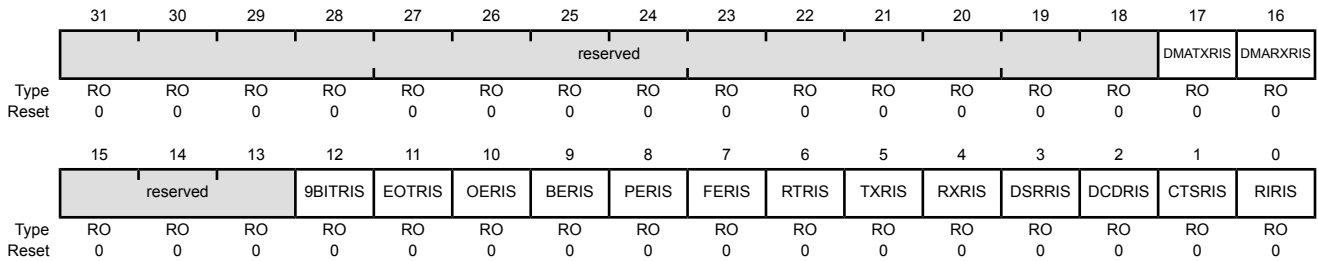 31 30 29 28 27 26 25 24 23 22 21 20 19 18 17 16
reserved DMATXRIS DMARXRIS
Type RO RO RO RO RO RO RO RO RO RO RO RO RO RO RO RO
Reset 0 0 0 0 0 0 0 0 0 0 0 0 0 0 0 0
15 14 13 12 11 10 9 8 7 6 5 4 3 2 1 0
reserved 9BITRIS EOTRIS OERIS BERIS PERIS FERIS RTRIS TXRIS RXRIS DSRRIS DCDRIS CTSRIS RIRIS
Type RO RO RO RO RO RO RO RO RO RO RO RO RO RO RO RO
Reset 0 0 0 0 0 0 0 0 0 0 0 0 0 0 0 0